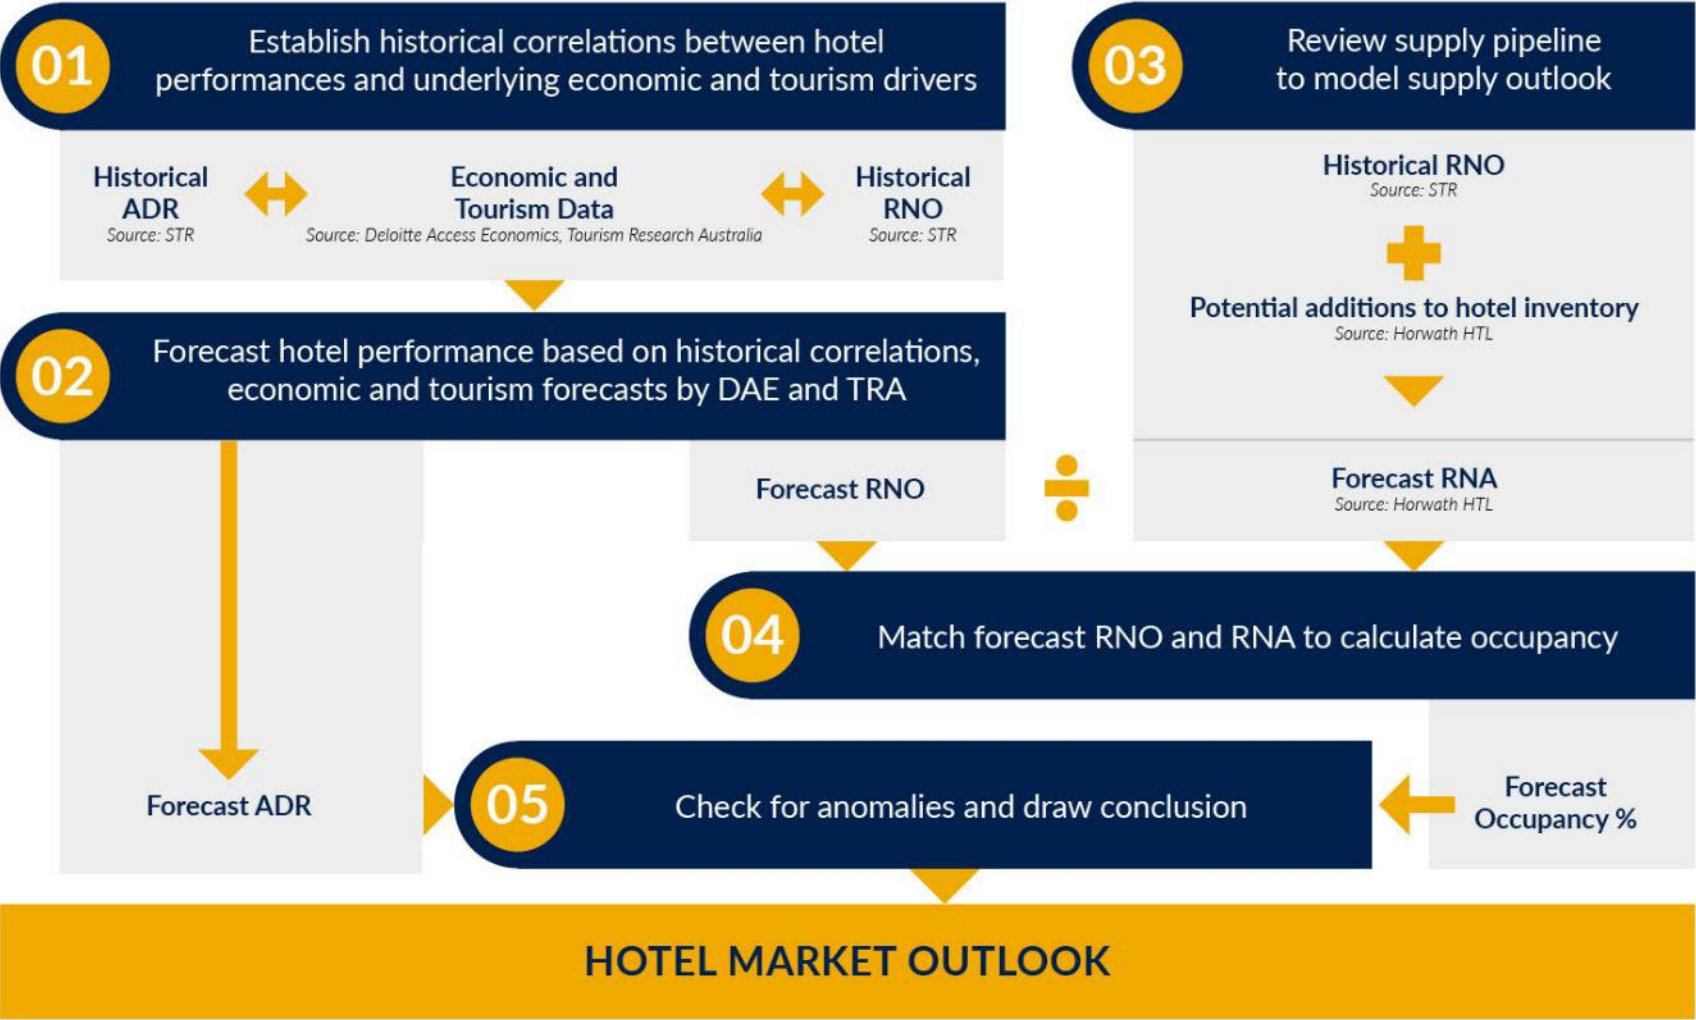 01
Establish historical correlations between hotel
performances and underlying economic and tourism drivers
Historical
ADR
Source: STR
Economic and
Tourism Data
Source: Deloitte Access Economics, Tourism Research Australia
Historical
RNO
Source: STR
02
Forecast hotel performance based on historical correlations,
economic and tourism forecasts by DAE and TRA
03
Review supply pipeline
to model supply outlook
Historical RNO
Source: STR
Potential additions to hotel inventory
Source: Horwath HTL
Forecast RNO
Forecast RNA
Source: Horwath HTL
04
Match forecast RNO and RNA to calculate occupancy
Forecast ADR
05
Check for anomalies and draw conclusion
Forecast
Occupancy %
HOTEL MARKET OUTLOOK